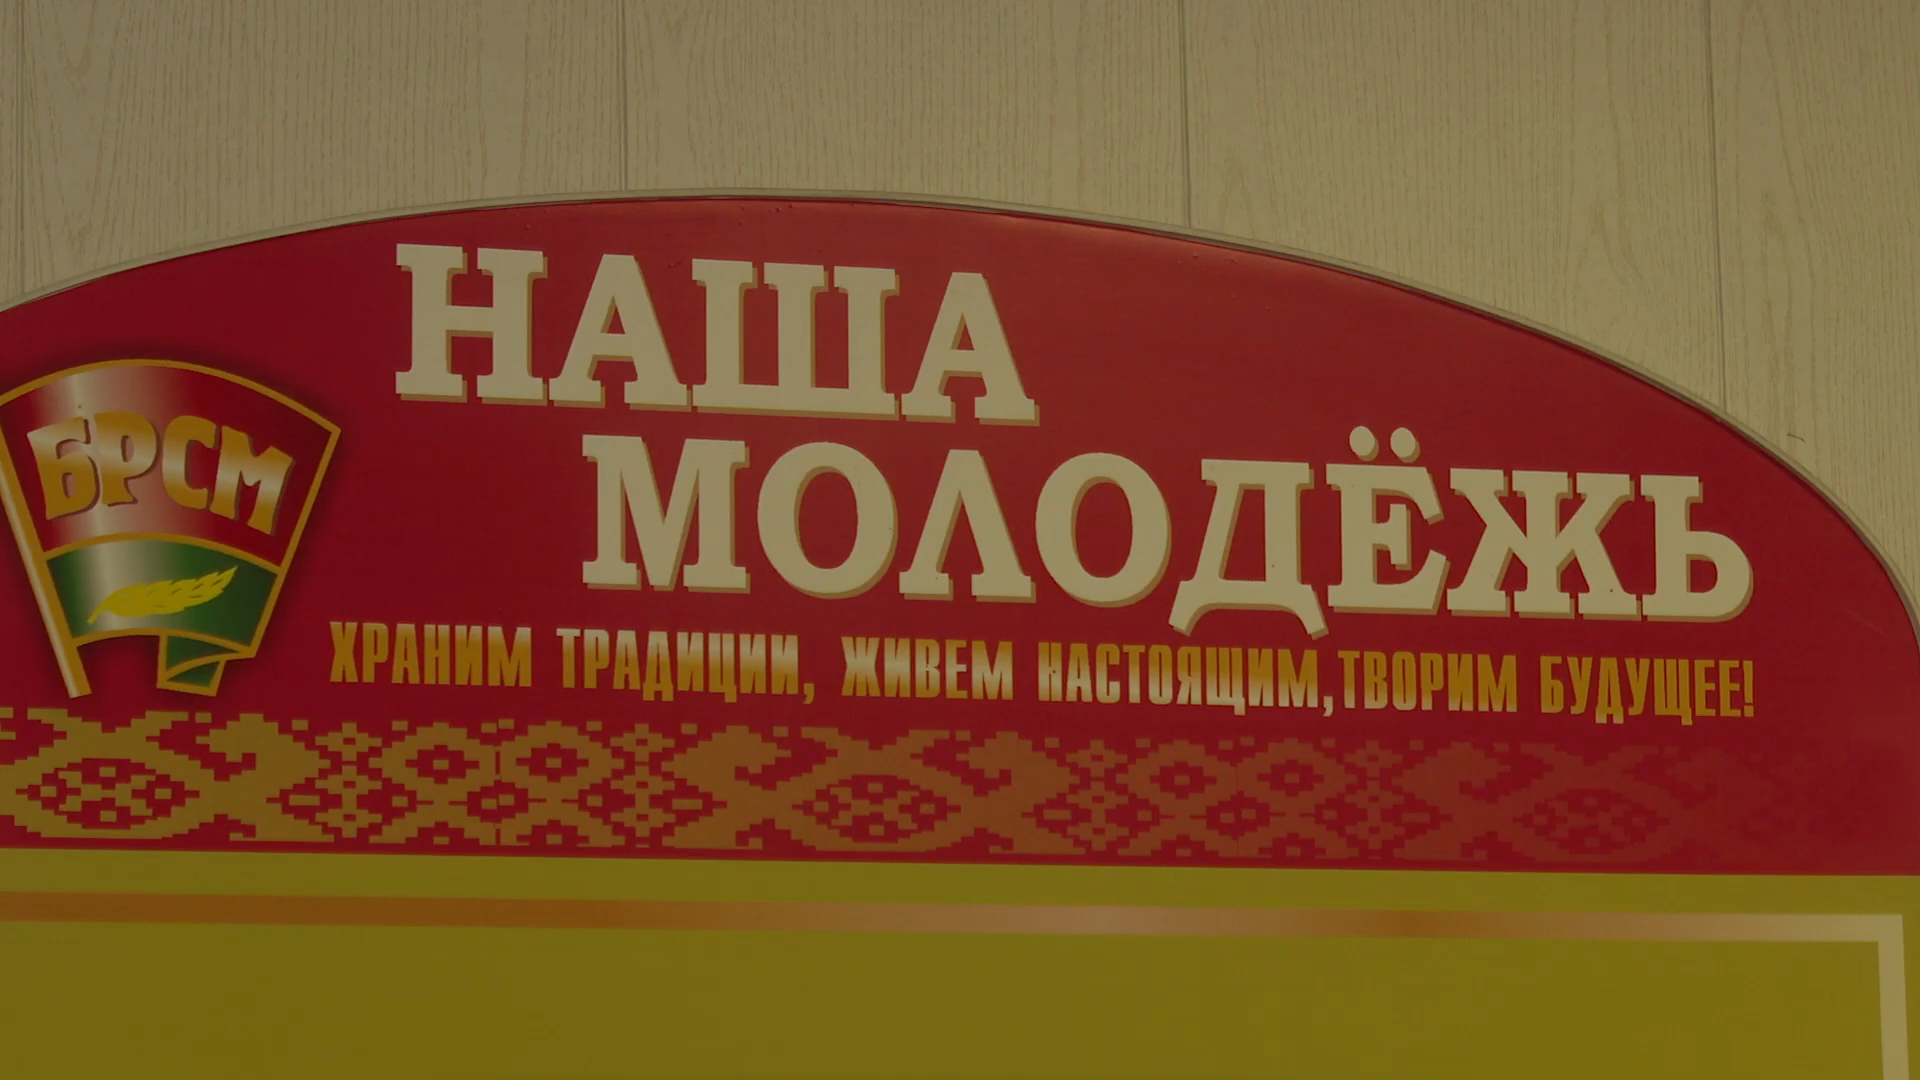 НАША
МОЛОДЁЖЬ
БРСМ
ХРАНИМ ТРАДИЦИИ, ЖИВЕМ НАСТОЯЩИМ,ТВОРИМ БУДУЩЕЕ!